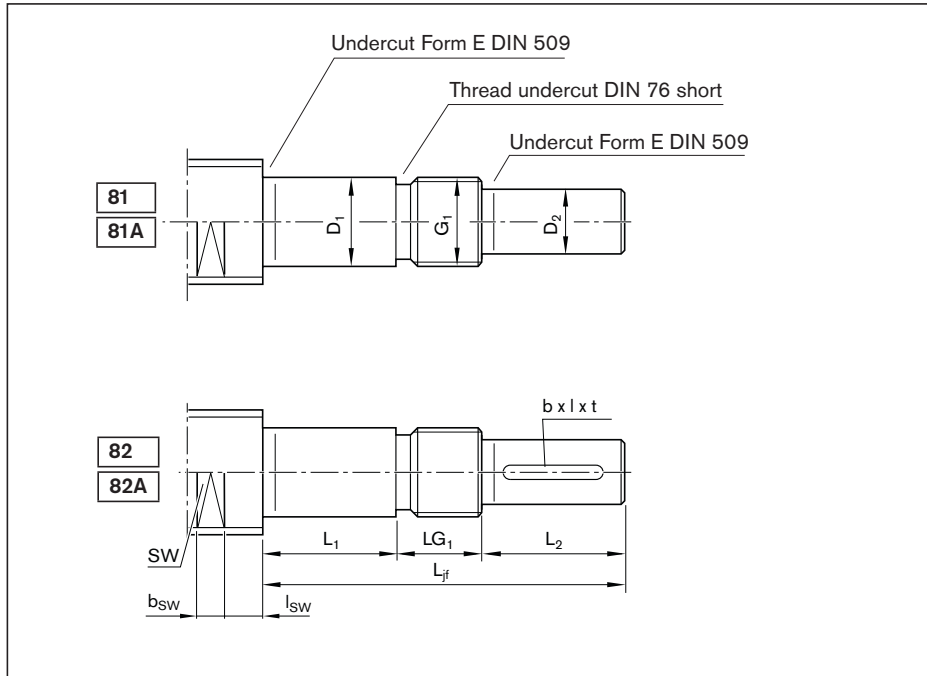 Undercut Form E DIN 509
Thread undercut DIN 76 short
Undercut Form E DIN 509
81
81A
D1
G1
D2
b x l x t
82
82A
SW
L1
LG1
L2
Ljf
bSW
lSW